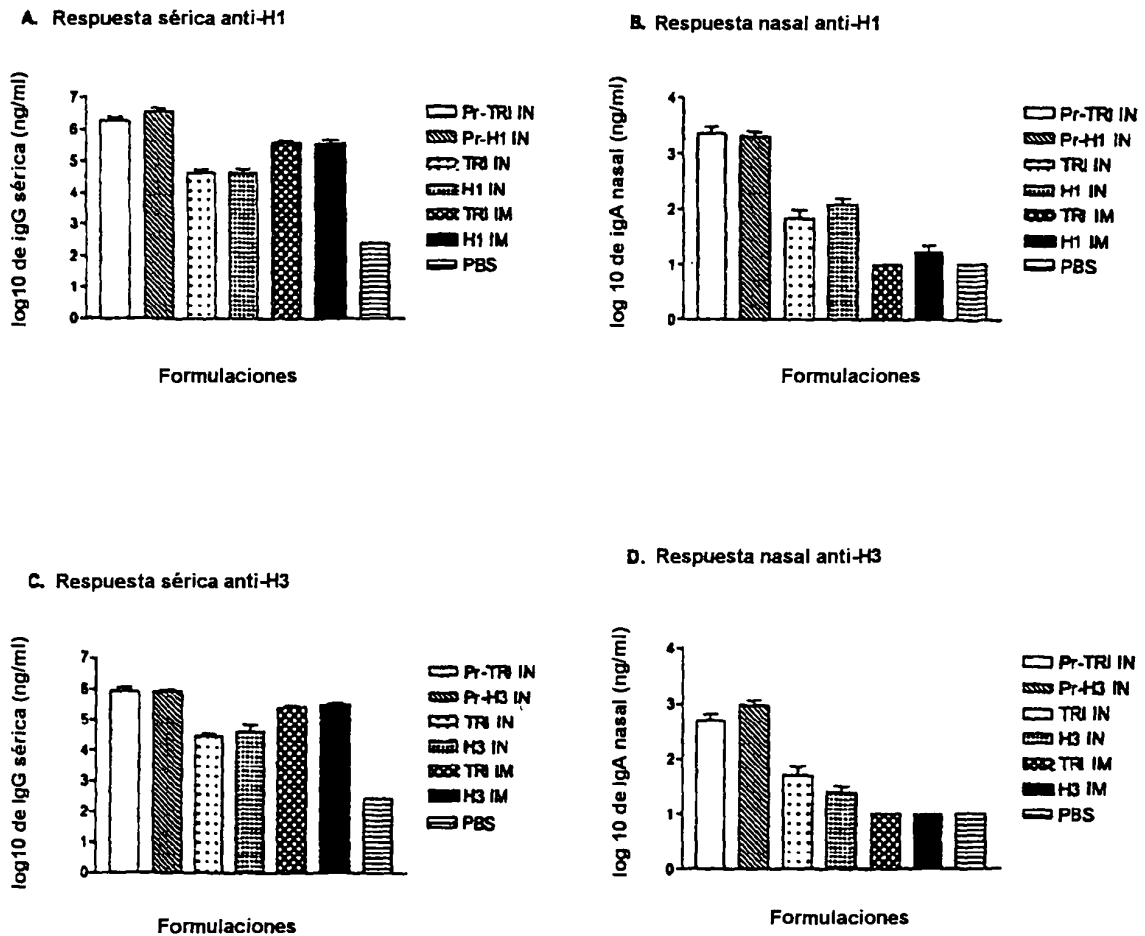 A. Respuesta sérica anti-H1
log10 de IgG sérica (ng/ml)
7
6
5
4
3
2
1
0
Formulaciones
Pr-TRI IN
Pr-H1 IN
TRI IN
H1 IN
TRI IM
H1 IM
PBS
B. Respuesta nasal anti-H1
log 10 de IgA nasal (ng/ml)
4
3
2
1
0
Formulaciones
Pr-TRI IN
Pr-H1 IN
TRI IN
H1 IN
TRI IM
H1 IM
PBS
C. Respuesta sérica anti-H3
log10 de IgG sérica (ng/ml)
7
6
5
4
3
2
1
0
Formulaciones
Pr-TRI IN
Pr-H3 IN
TRI IN
H3 IN
TRI IM
H3 IM
PBS
D. Respuesta nasal anti-H3
log 10 de IgA nasal (ng/ml)
4
3
2
1
0
Formulaciones
Pr-TRI IN
Pr-H3 IN
TRI IN
H3 IN
TRI IM
H3 IM
PBS